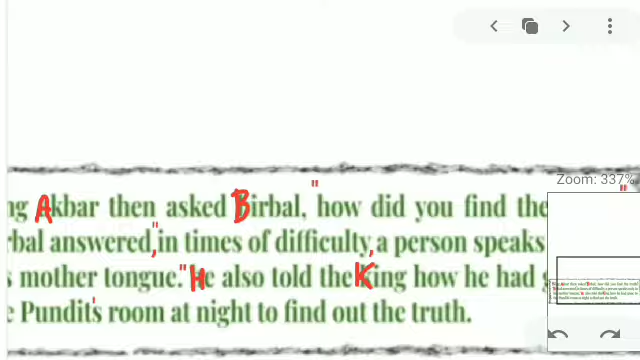 Zoom: 337%
ng Akbar then asked Birbal, "how did you find the
rbal answered,"in times of difficulty, a person speaks
s mother tongue." He also told the King how he had g
e Pundit's room at night to find out the truth.